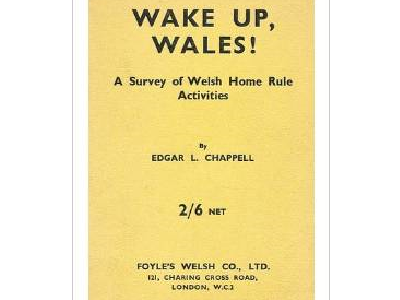 WAKE UP,
WALES!
A Survey of Welsh Home Rule
Activities
By
EDGAR L. CHAPPELL
2/6 NET
FOYLE'S WELSH CO., LTD.
121, CHARING CROSS ROAD,
LONDON, W.C.2